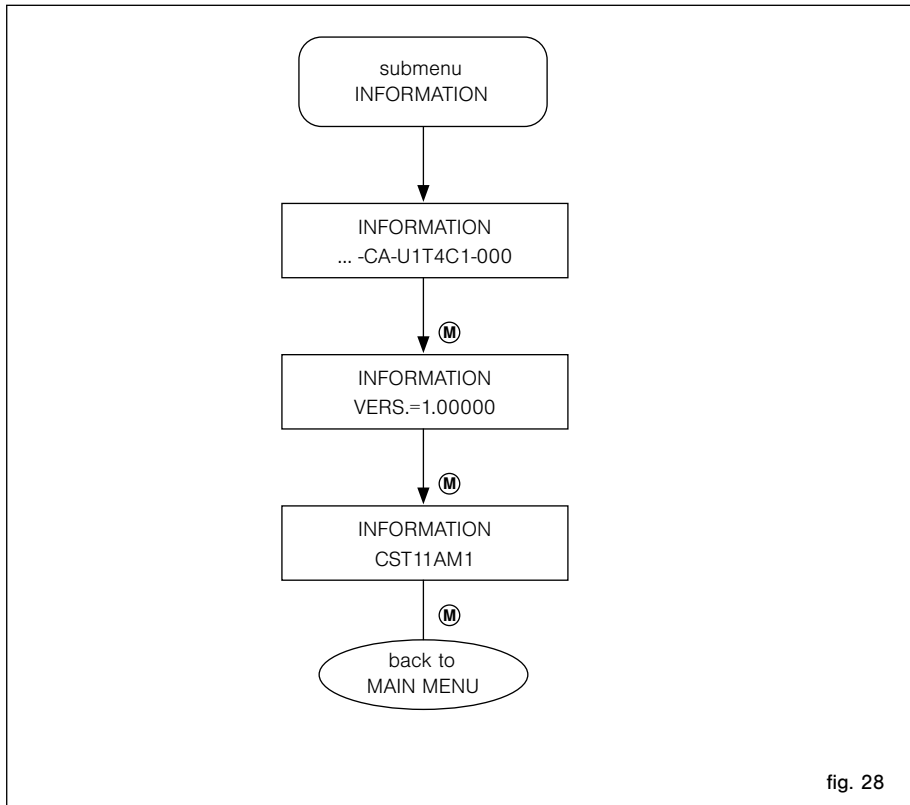 submenu
INFORMATION
INFORMATION
... -CA-U1T4C1-000
M
INFORMATION
VERS.=1.00000
M
INFORMATION
CST11AM1
M
back to
MAIN MENU
fig. 28